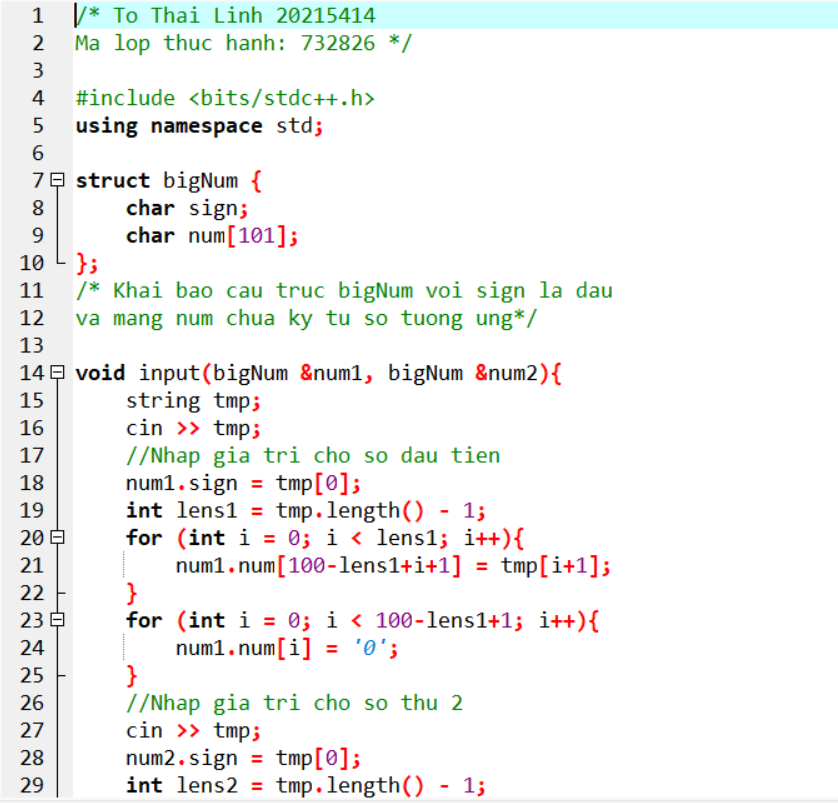 1 /* To Thai Linh 20215414
2 Ma lop thuc hanh: 732826 */
3
4 #include <bits/stdc++.h>
5 using namespace std;
6
7 struct bigNum {
8     char sign;
9     char num[101];
10 };
11 /* Khai bao cau truc bigNum voi sign la dau
12 va mang num chua ky tu so tuong ung*/
13
14 void input(bigNum &num1, bigNum &num2){
15     string tmp;
16     cin >> tmp;
17     //Nhap gia tri cho so dau tien
18     num1.sign = tmp[0];
19     int lens1 = tmp.length() - 1;
20     for (int i = 0; i < lens1; i++){
21         num1.num[100-lens1+i+1] = tmp[i+1];
22     }
23     for (int i = 0; i < 100-lens1+1; i++){
24         num1.num[i] = '0';
25     }
26     //Nhap gia tri cho so thu 2
27     cin >> tmp;
28     num2.sign = tmp[0];
29     int lens2 = tmp.length() - 1;